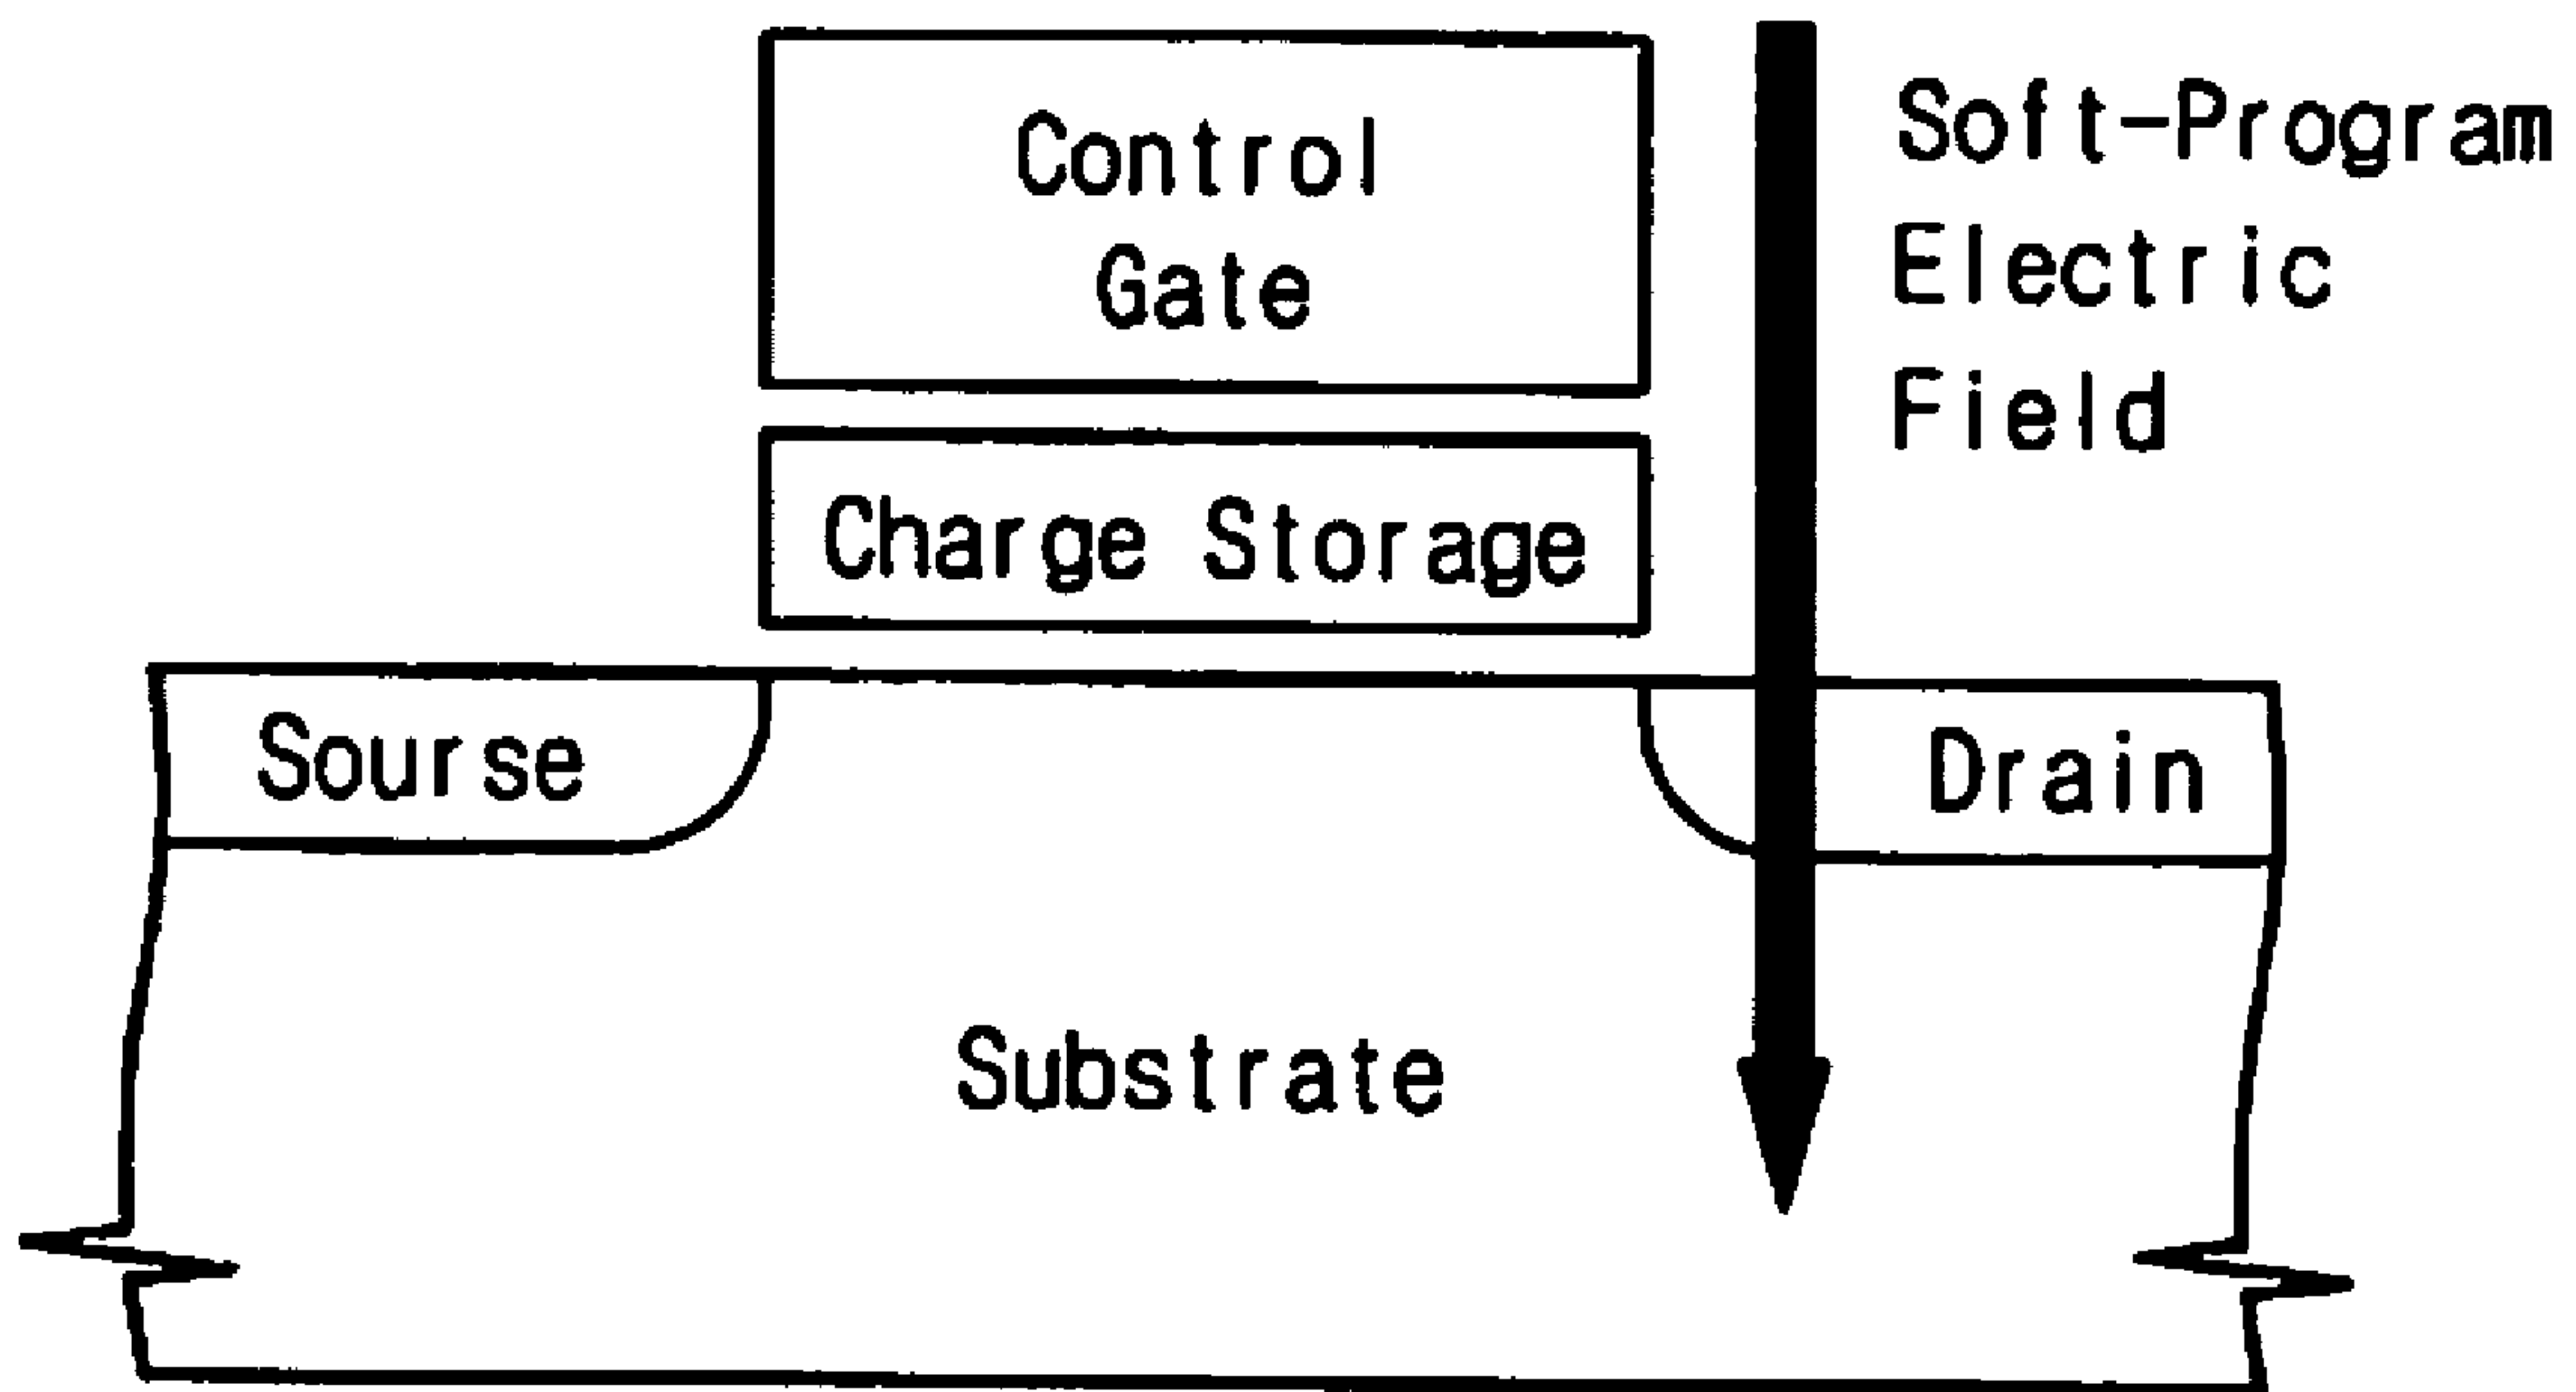 Control
Gate
Soft-Program
Electric
Field
Charge Storage
Sourse
Drain
Substrate